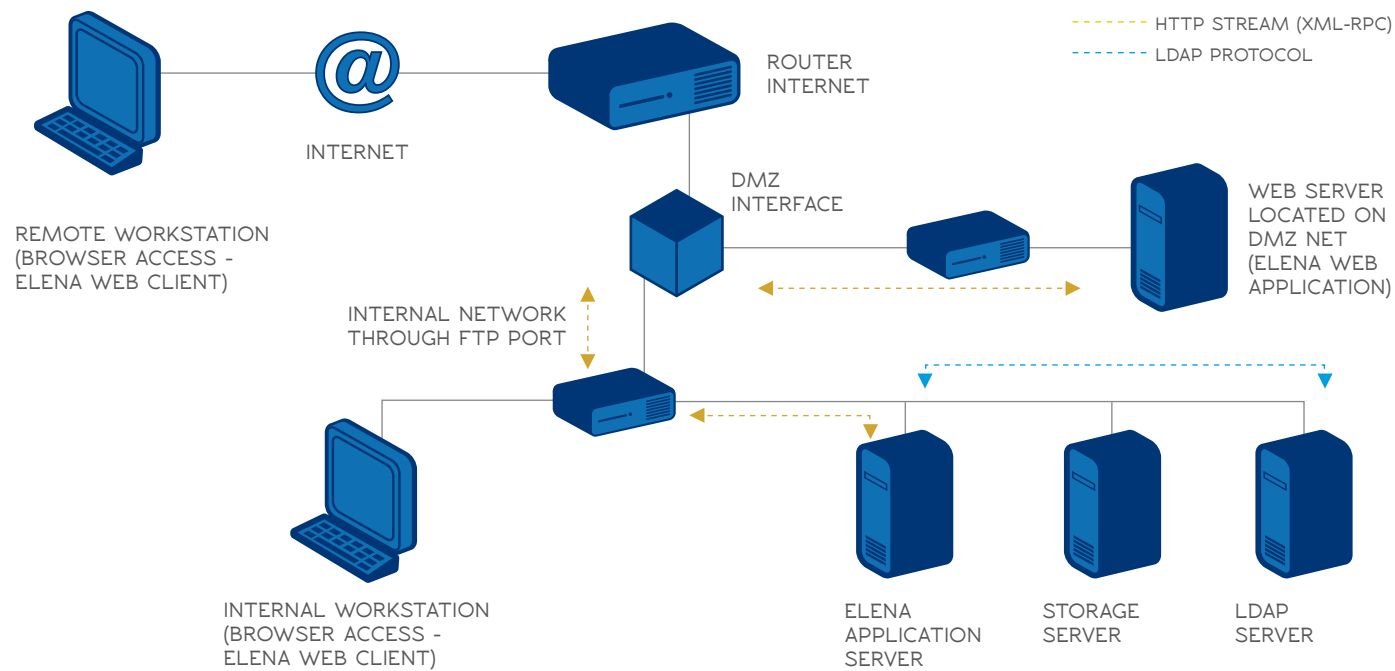 HTTP STREAM (XML-RPC)
LDAP PROTOCOL
ROUTER
INTERNET
@
INTERNET
DMZ
INTERFACE
WEB SERVER
LOCATED ON
DMZ NET
(ELENA WEB
APPLICATION)
REMOTE WORKSTATION
(BROWSER ACCESS -
ELENA WEB CLIENT)
INTERNAL NETWORK
THROUGH FTP PORT
INTERNAL WORKSTATION
(BROWSER ACCESS -
ELENA WEB CLIENT)
ELENA
APPLICATION
SERVER
STORAGE
SERVER
LDAP
SERVER